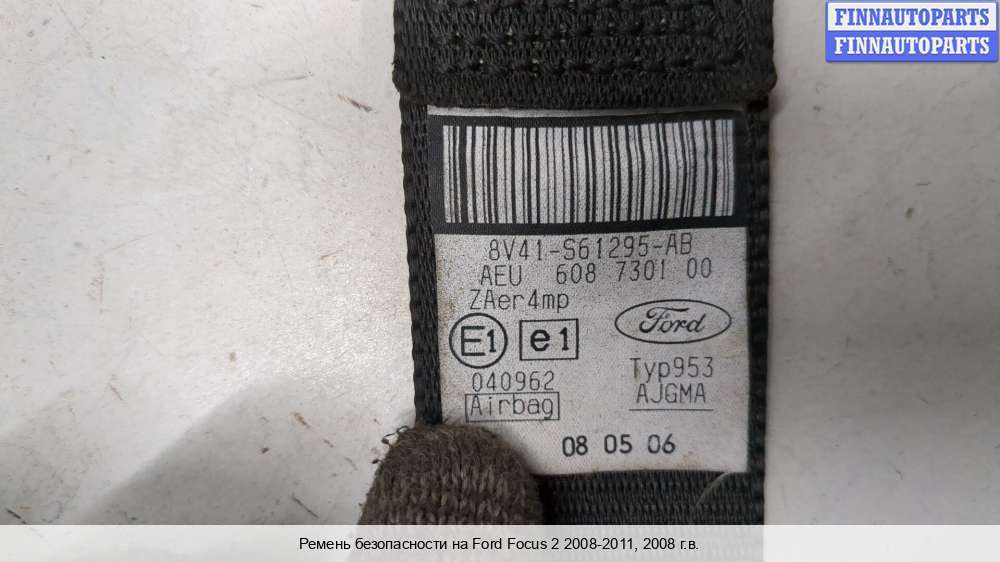 FINNAUTOPARTS
FINNAUTOPARTS
8V41-S61295-AB
AEU 608 7301 00
ZAer4mp
E1 e1 Ford
040962 Typ953
Airbag AJGMA
08 05 06
Ремень безопасности на Ford Focus 2 2008-2011, 2008 г.в.